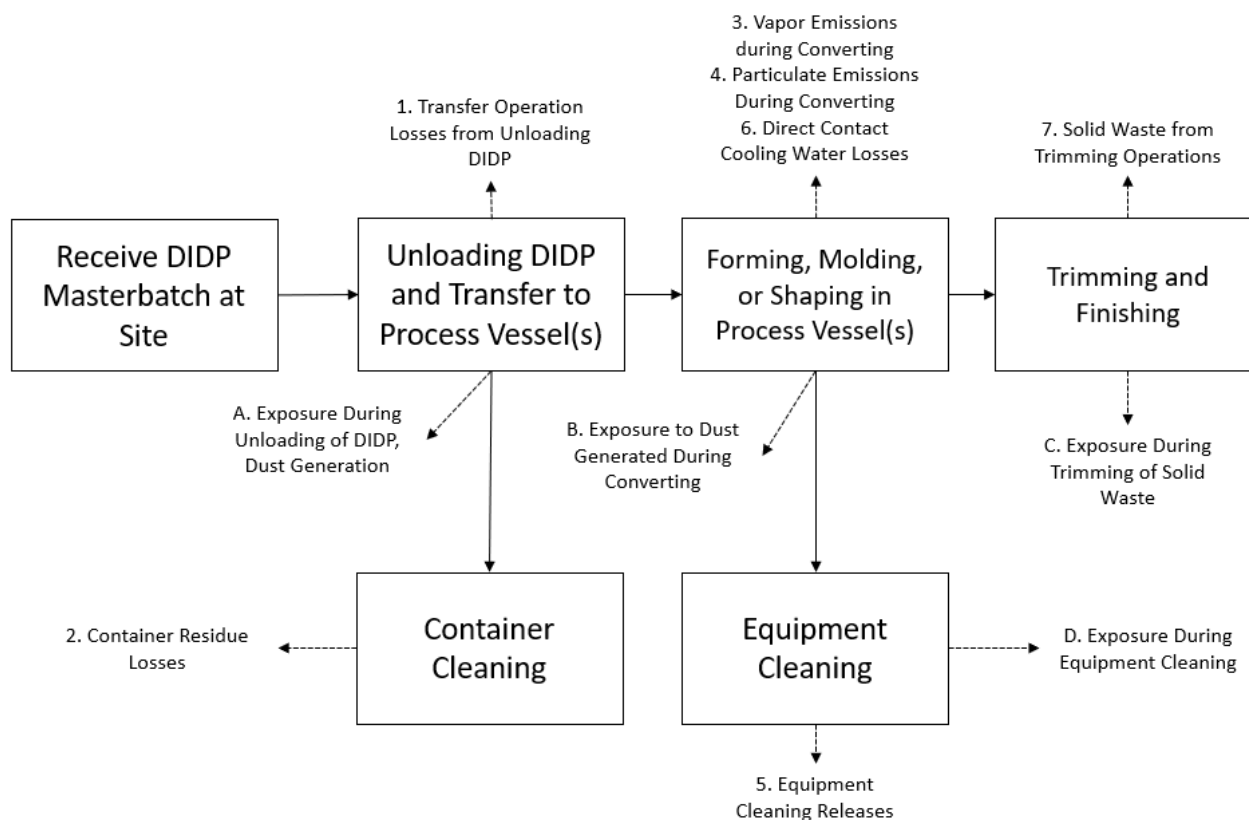 3. Vapor Emissions
during Converting
4. Particulate Emissions
During Converting
6. Direct Contact
Cooling Water Losses
1. Transfer Operation
Losses from Unloading
DIDP
7. Solid Waste from
Trimming Operations
Receive DIDP
Masterbatch at
Site
Unloading DIDP
and Transfer to
Process Vessel(s)
Forming, Molding,
or Shaping in
Process Vessel(s)
Trimming and
Finishing
A. Exposure During
Unloading of DIDP,
Dust Generation
B. Exposure to Dust
Generated During
Converting
C. Exposure During
Trimming of Solid
Waste
2. Container Residue
Losses
Container
Cleaning
Equipment
Cleaning
D. Exposure During
Equipment Cleaning
5. Equipment
Cleaning Releases